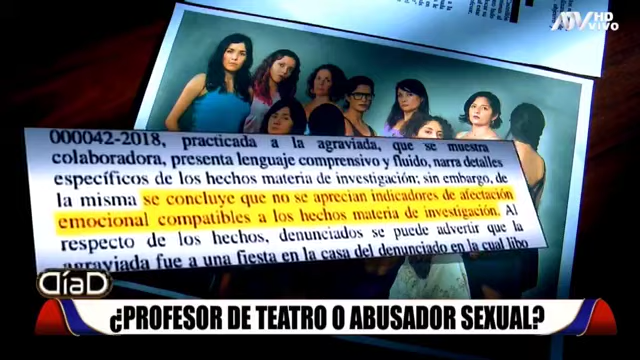 ATV HD
VIVO
000042-2018, practicada a la agraviada, que se muestra
colaboradora, presenta lenguaje comprensivo y fluido, narra detalles
específicos de los hechos materia de investigación; sin embargo, de
la misma se concluye que no se aprecian indicadores de afectación
emocional compatibles a los hechos materia de investigación. Al
respecto de los hechos, denunciados se puede advertir que la
agraviada fue a una fiesta en la casa del denunciado en la cual libo
DíaD
¿PROFESOR DE TEATRO O ABUSADOR SEXUAL?